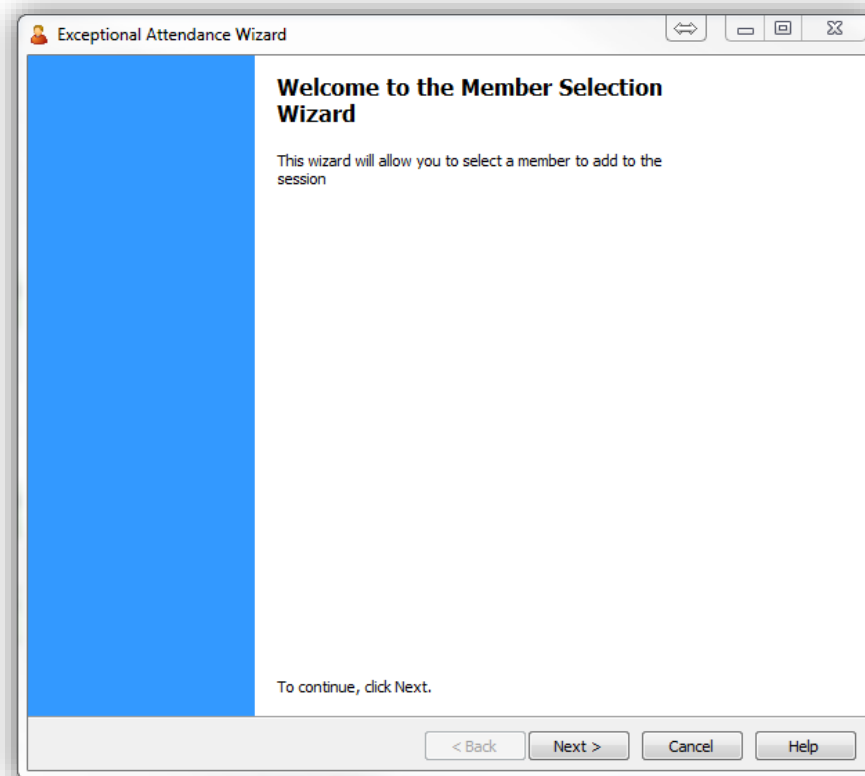 Exceptional Attendance Wizard
Welcome to the Member Selection
Wizard
This wizard will allow you to select a member to add to the
session
To continue, click Next.
< Back Next > Cancel Help